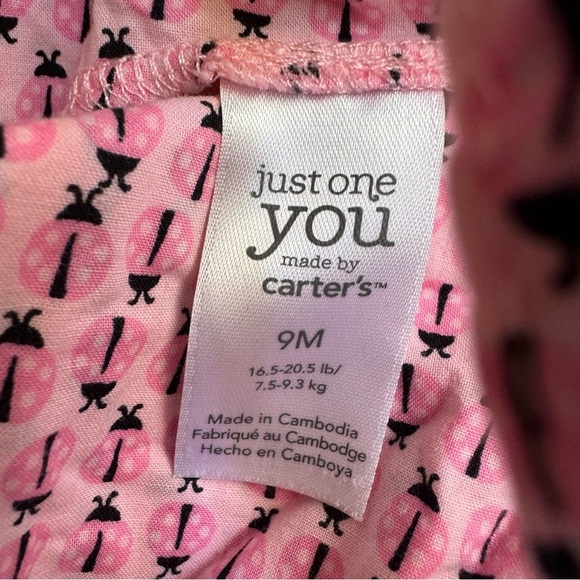 just one
you
made by
carter's™
9M
16.5-20.5 lb/
7.5-9.3 kg
Made in Cambodia
Fabriqué au Cambodge
Hecho en Camboya